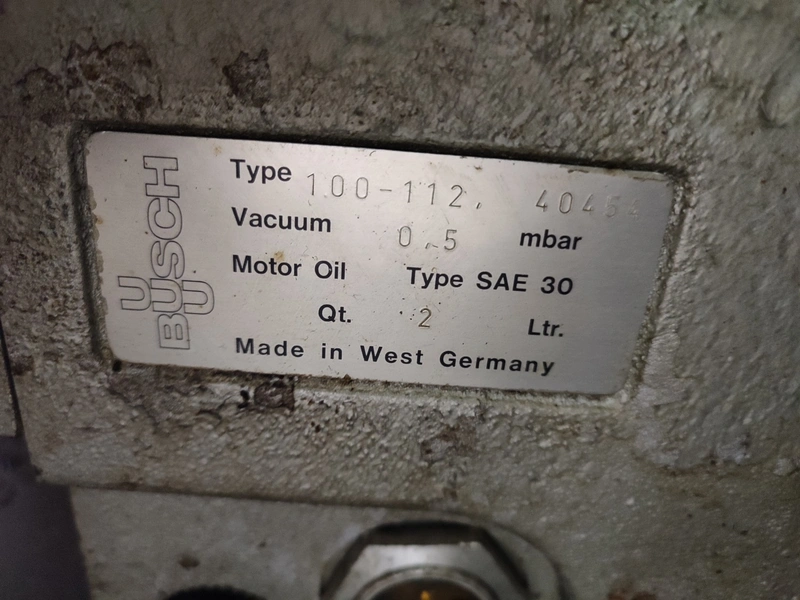 BUSCH
Type 100-112.
Vacuum 0.5 mbar
Motor Oil Type SAE 30
Qt. 2 Ltr.
Made in West Germany